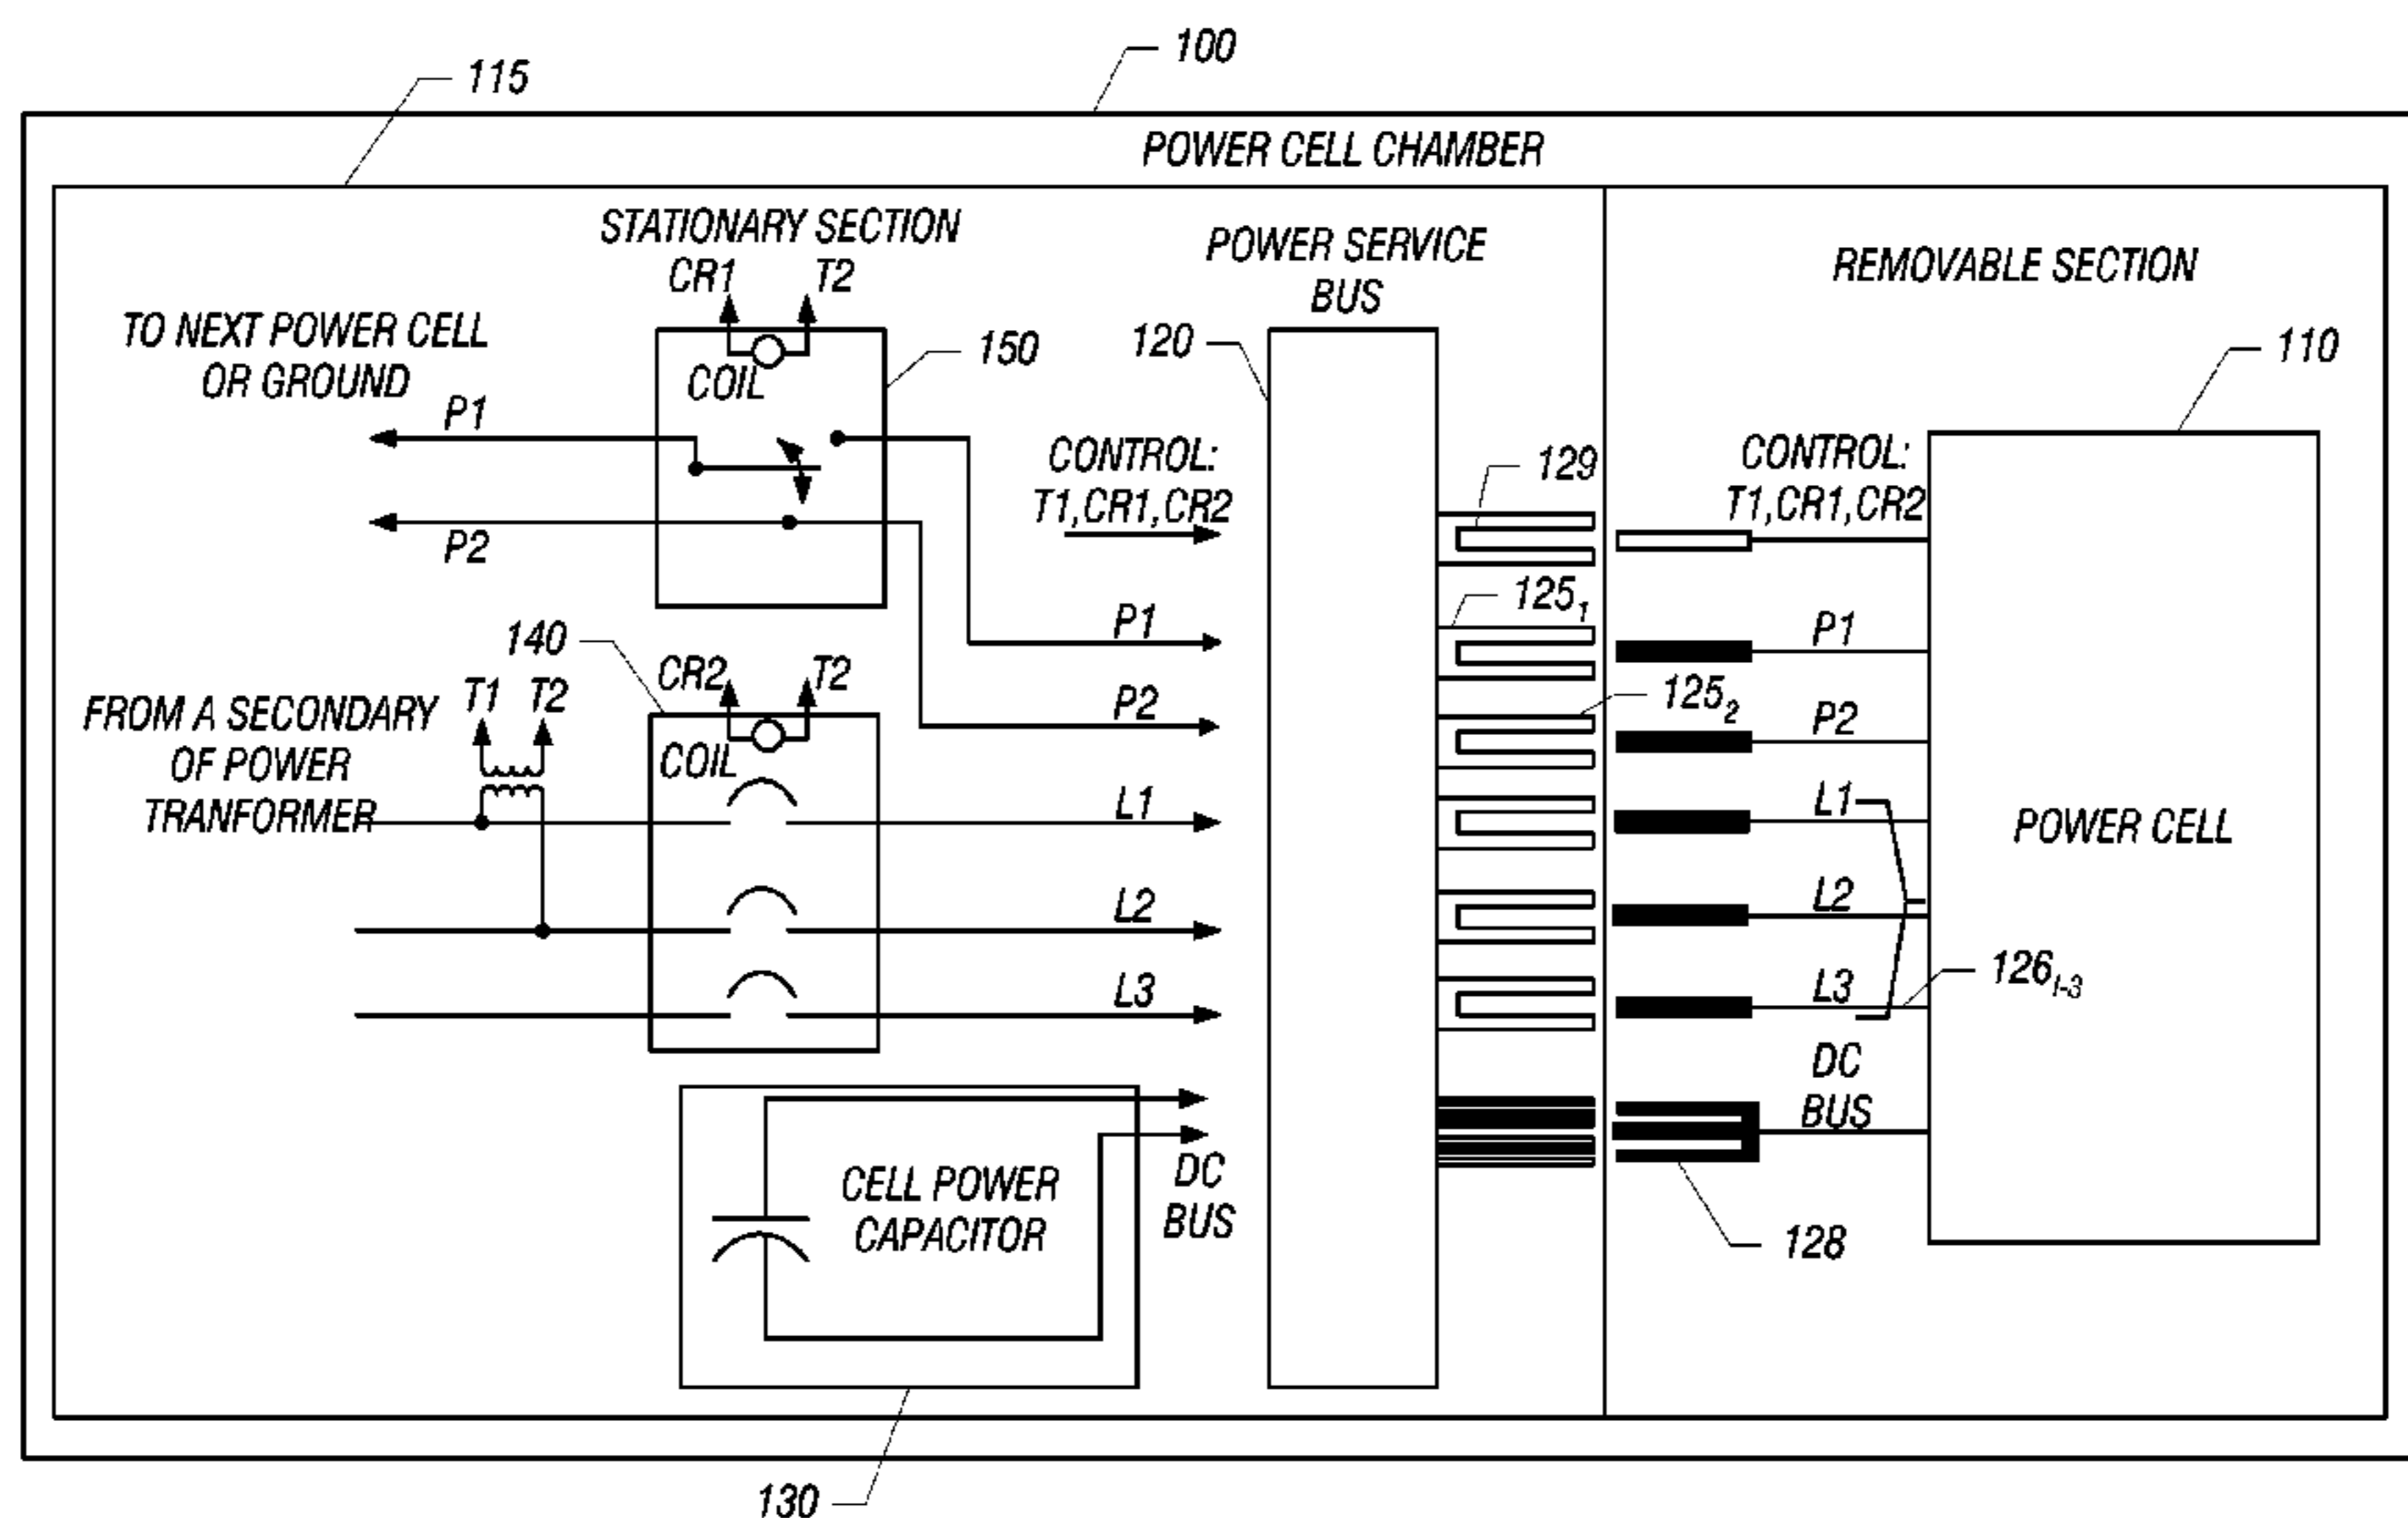 100
115
POWER CELL CHAMBER
STATIONARY SECTION
CR1 T2
POWER SERVICE
BUS
REMOVABLE SECTION
TO NEXT POWER CELL
OR GROUND
COIL
150
120
110
P1
P2
CONTROL:
T1,CR1,CR2
129
CONTROL:
T1,CR1,CR2
125₁
140
P1
P1
CR2 T2
T1 T2
FROM A SECONDARY
OF POWER
TRANFORMER
COIL
P2
125₂
P2
L1
L1
POWER CELL
L2
L2
L3
L3
126I-3
DC
BUS
CELL POWER
CAPACITOR
DC
BUS
128
130